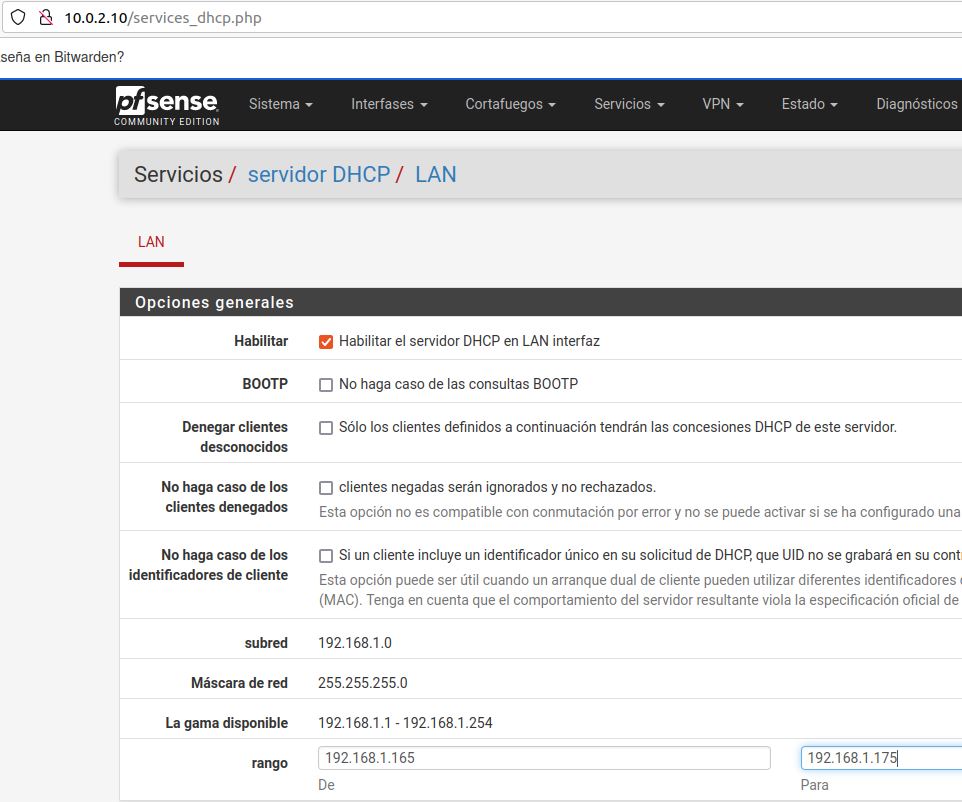 10.0.2.10/services_dhcp.php
seña en Bitwarden?
pfsense
COMMUNITY EDITION
Sistema
Interfases
Cortafuegos
Servicios
VPN
Estado
Diagnósticos
Servicios / servidor DHCP / LAN
LAN
Opciones generales
Habilitar
Habilitar el servidor DHCP en LAN interfaz
BOOTP
No haga caso de las consultas BOOTP
Denegar clientes
desconocidos
Sólo los clientes definidos a continuación tendrán las concesiones DHCP de este servidor.
No haga caso de los
clientes denegados
clientes negadas serán ignorados y no rechazados.
Esta opción no es compatible con conmutación por error y no se puede activar si se ha configurado una
No haga caso de los
identificadores de cliente
Si un cliente incluye un identificador único en su solicitud de DHCP, que UID no se grabará en su
Esta opción puede ser útil cuando un arranque dual de cliente pueden utilizar diferentes identificadores
(MAC). Tenga en cuenta que el comportamiento del servidor resultante viola la especificación oficial de
subred
192.168.1.0
Máscara de red
255.255.255.0
La gama disponible
192.168.1.1 - 192.168.1.254
rango
192.168.1.165
192.168.1.175
De
Para